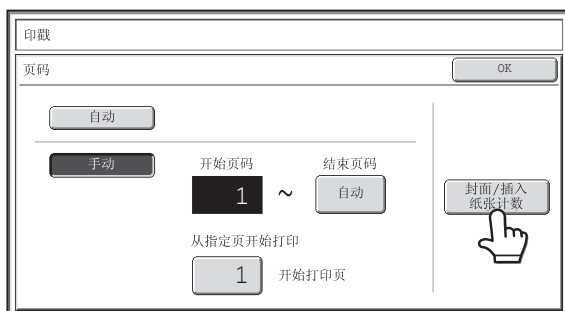 印戳
页码
OK
自动
手动
开始页码
结束页码
1
~
自动
封面/插入
纸张计数
从指定页开始打印
1
开始打印页